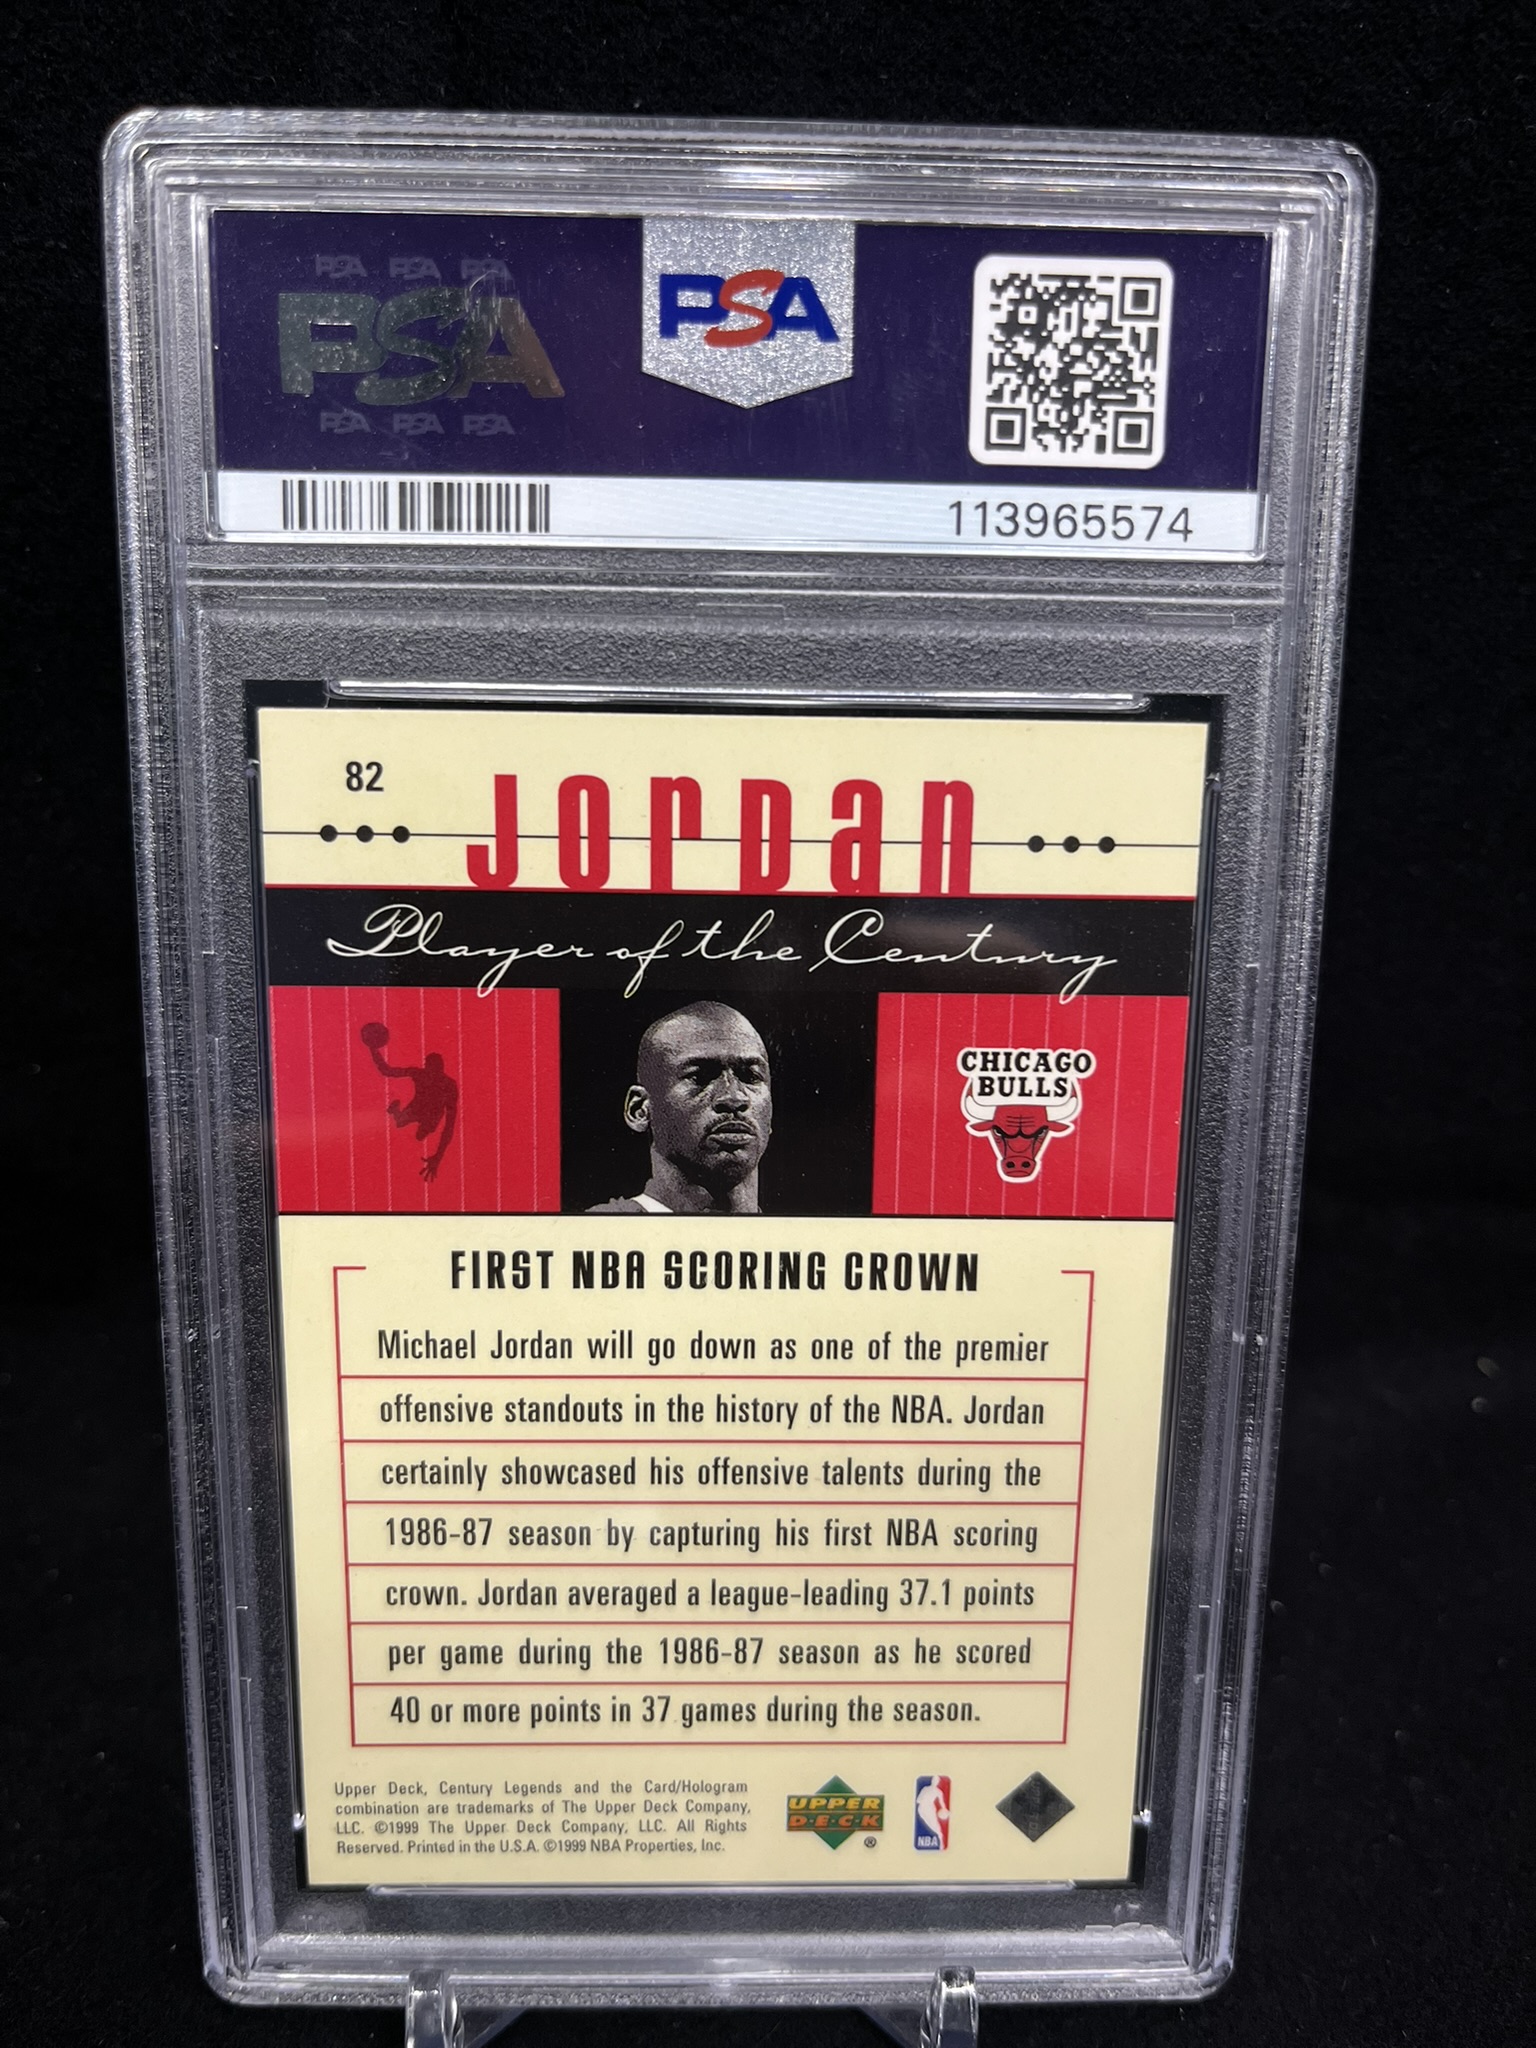 PSA PSA PSA
PSA
PSA PSA PSA
PSA
113965574
82
JORDAN
Player of the Century
CHICAGO
BULLS
FIRST NBA SCORING CROWN
Michael Jordan will go down as one of the premier
offensive standouts in the history of the NBA. Jordan
certainly showcased his offensive talents during the
1986-87 season by capturing his first NBA scoring
crown. Jordan averaged a league-leading 37.1 points
per game during the 1986-87 season as he scored
40 or more points in 37 games during the season.
Upper Deck, Century Legends and the Card/Hologram
combination are trademarks of The Upper Deck Company,
LLC. ©1999 The Upper Deck Company, LLC. All Rights
Reserved. Printed in the U.S.A. ©1999 NBA Properties, Inc.
UPPER
DECK
®
NBA